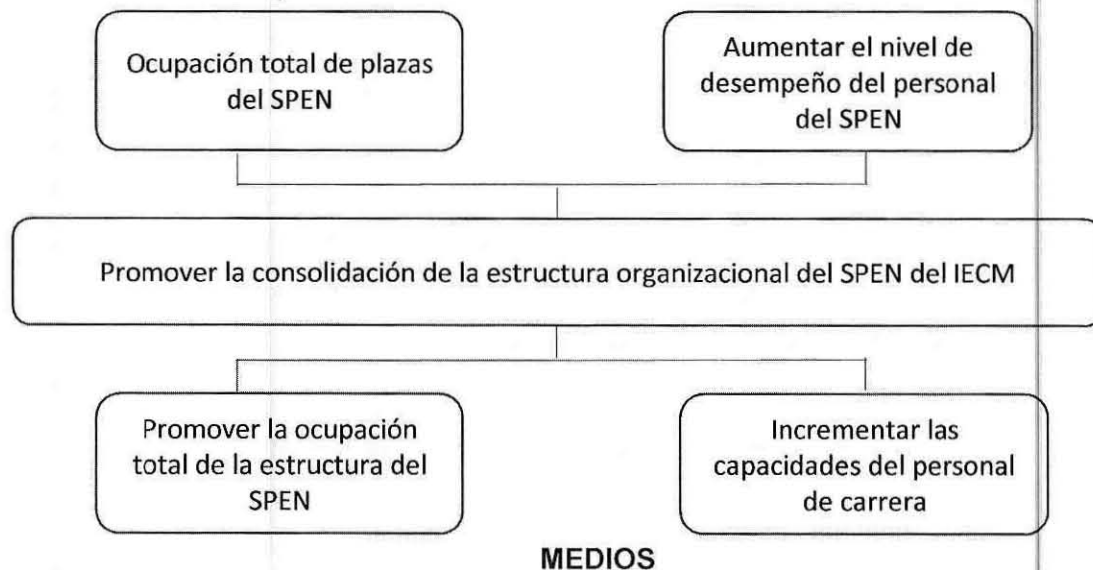 Ocupación total de plazas
del SPEN
Aumentar el nivel de
desempeño del personal
del SPEN
Promover la consolidación de la estructura organizacional del SPEN del IECM
Promover la ocupación
total de la estructura del
SPEN
Incrementar las
capacidades del personal
de carrera
MEDIOS